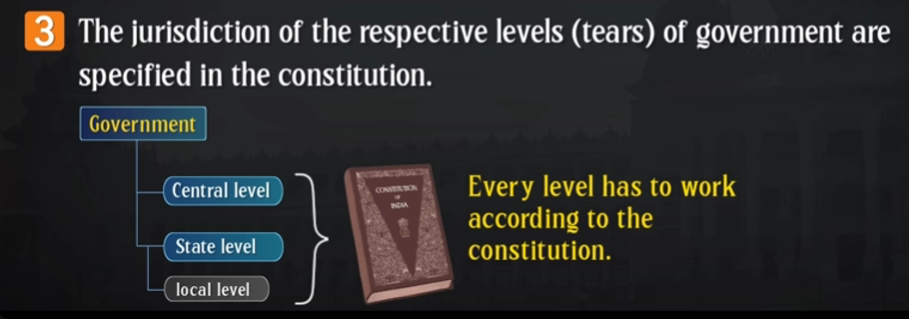 3 The jurisdiction of the respective levels (tears) of government are
specified in the constitution.
Government
Central level
State level
local level
CONSTITUTION
OF
INDIA
Every level has to work
according to the
constitution.